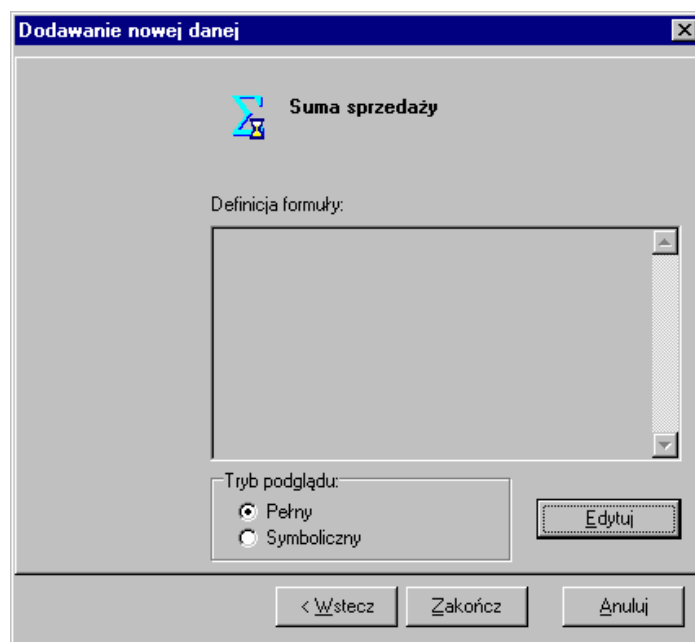 Dodawanie nowej danej
Suma sprzedaży
Definicja formuły:
Tryb podglądu:
Pełny
Symboliczny
Edytuj
< Wstecz
Zakończ
Anuluj